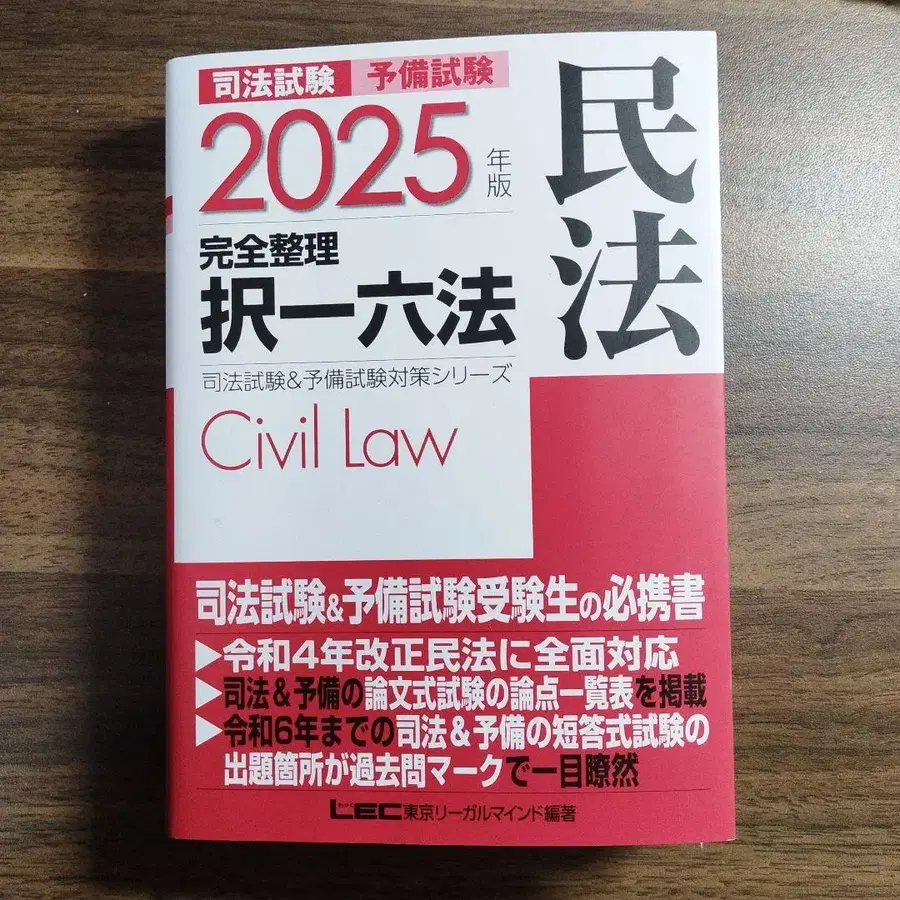 司法試験 予備試験
2025年版
民法
完全整理
択一六法
司法試験&予備試験対策シリーズ
Civil Law
司法試験&予備試験受験生の必携書
▶令和4年改正民法に全面対応
▶司法&予備の論文式試験の論点一覧表を掲載
▶令和6年までの司法&予備の短答式試験の
出題箇所が過去問マークで一目瞭然
LEC東京リーガルマインド編著